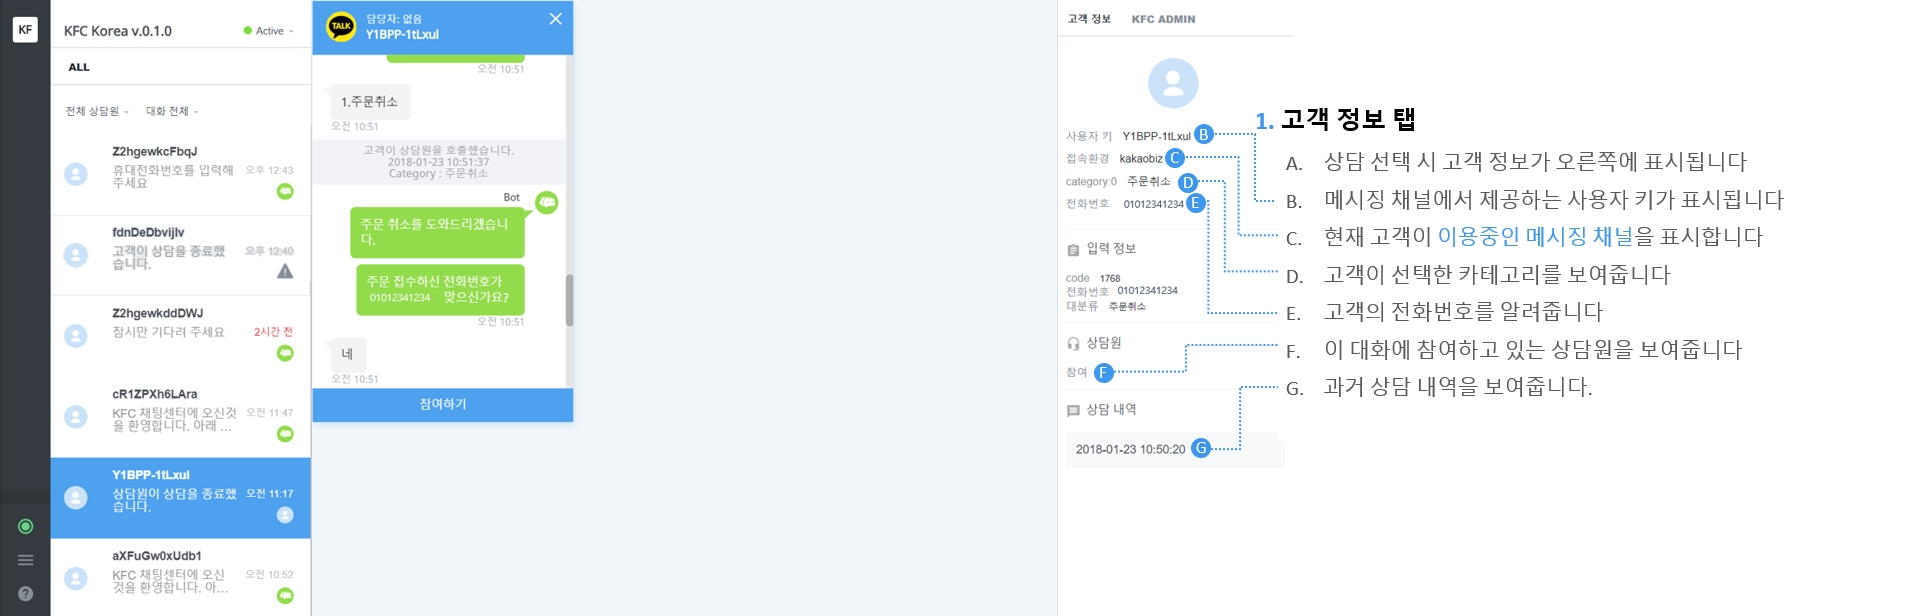 KF
KFC Korea v.0.1.0
Active
ALL
전체 상담원
대화 전체
Z2hgewkcFbqJ
휴대전화번호를 입력해
주세요
오후 12:43
fdnDeDbvijlv
고객이 상담을 종료했
습니다.
오후 12:40
Z2hgewkddDWJ
잠시만 기다려 주세요
2시간 전
cR1ZPXh6LAra
KFC 채팅센터에 오신것
을 환영합니다. 아래 ...
오전 11:47
Y1BPP-1tLxul
상담원이 상담을 종료했
습니다.
오전 11:17
aXFuGw0xUdb1
KFC 채팅센터에 오신
것을 환영합니다. 아...
오전 10:52
?
TALK
담당자: 없음
Y1BPP-1tLxul
오전 10:51
1.주문취소
오전 10:51
고객이 상담원을 호출했습니다.
2018-01-23 10:51:37
Category : 주문취소
Bot
주문 취소를 도와드리겠습니
다.
주문 접수하신 전화번호가
01012341234 맞으신가요?
오전 10:51
네
오전 10:51
참여하기
고객 정보
KFC ADMIN
사용자 키 Y1BPP-1tLxul B
접속환경 kakaobiz C
category:0 주문취소 D
전화번호 01012341234 E
입력 정보
code 1768
전화번호 01012341234
대분류 주문취소
상담원
참여 F
상담 내역
2018-01-23 10:50:20 G
1. 고객 정보 탭
A. 상담 선택 시 고객 정보가 오른쪽에 표시됩니다
B. 메시징 채널에서 제공하는 사용자 키가 표시됩니다
C. 현재 고객이 이용중인 메시징 채널을 표시합니다
D. 고객이 선택한 카테고리를 보여줍니다
E. 고객의 전화번호를 알려줍니다
F. 이 대화에 참여하고 있는 상담원을 보여줍니다
G. 과거 상담 내역을 보여줍니다.